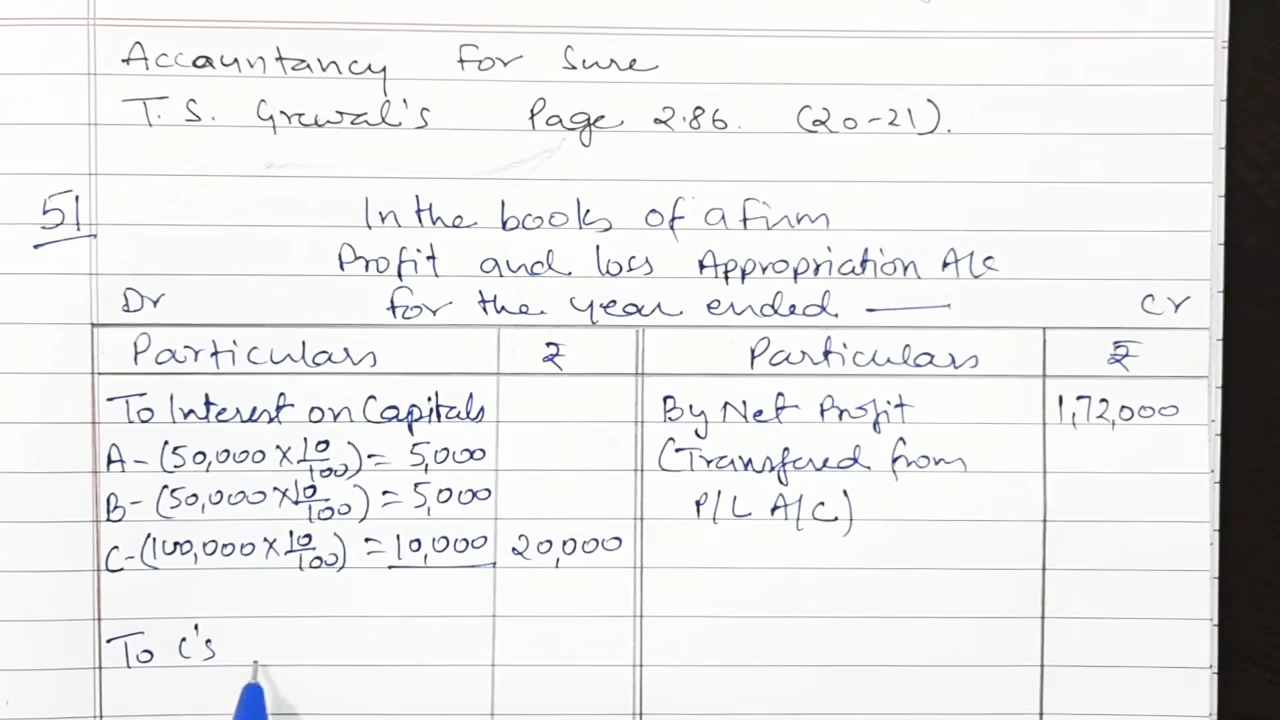 Accountancy For Sure
T. S. Grewal's Page 2.86. (20-21).
51 In the books of a firm
Profit and loss Appropriation A/c
Dr for the year ended — Cr
Particulars ₹ Particulars ₹
To Interest on Capitals By Net Profit 1,72,000
A-(50,000 × 10/100) = 5,000 (Transfered from
B-(50,000 × 10/100) = 5,000 P/L A/C)
C-(100,000 × 10/100) = 10,000 20,000
To C's